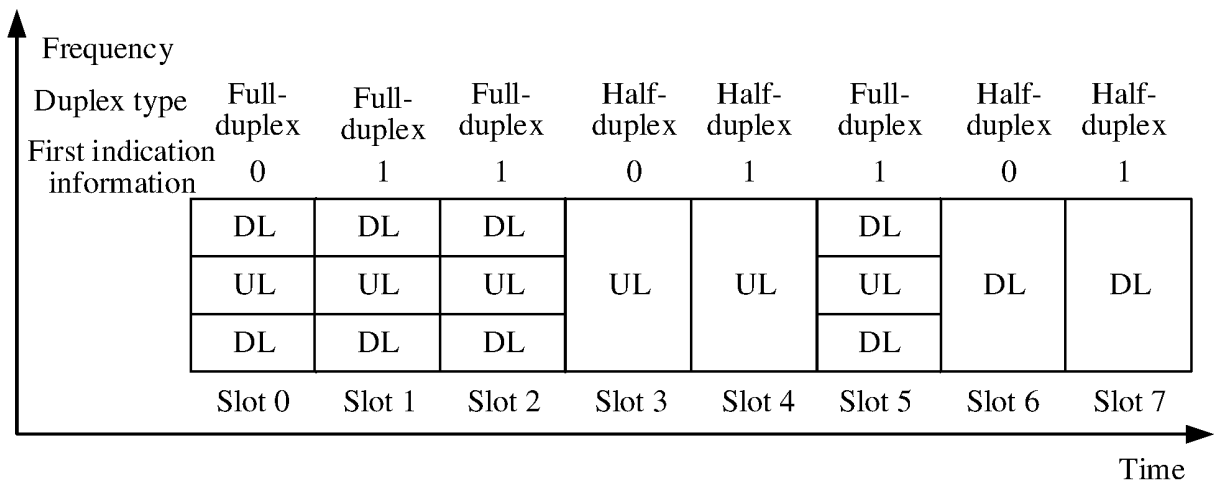 Frequency
Duplex type Full- Full- Full- Half- Half- Full- Half- Half-
duplex duplex duplex duplex duplex duplex duplex duplex
First indication
information 0 1 1 0 1 1 0 1
DL DL DL DL
UL UL UL UL UL UL DL DL
DL DL DL DL
Slot 0 Slot 1 Slot 2 Slot 3 Slot 4 Slot 5 Slot 6 Slot 7
Time